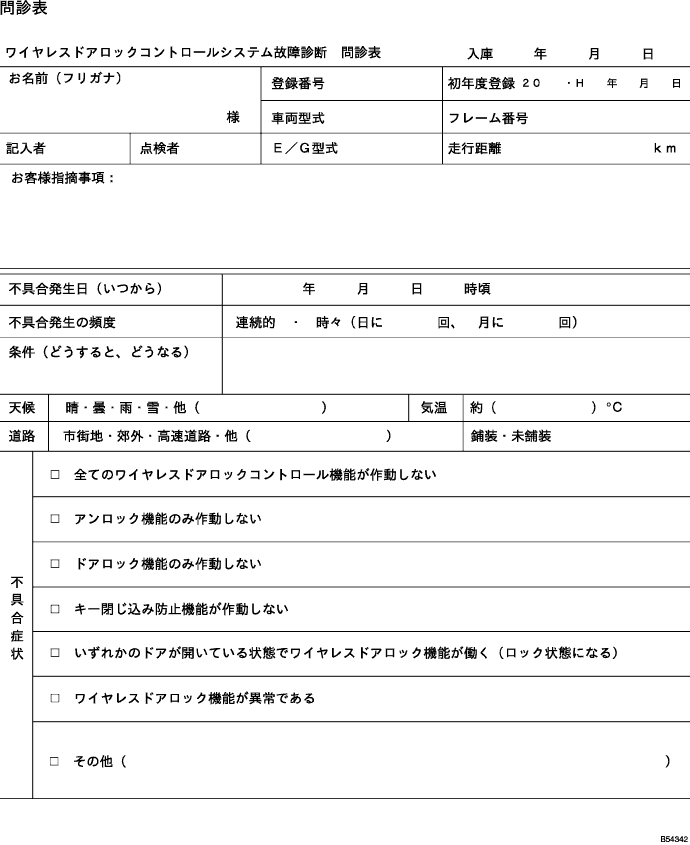 問診表
ワイヤレスドアロックコントロールシステム故障診断　問診表　入庫　年　月　日
お名前（フリガナ）　登録番号　初年度登録 ２０　・Ｈ　年　月　日
様　車両型式　フレーム番号
記入者　点検者　Ｅ／Ｇ型式　走行距離　ｋｍ
お客様指摘事項：
不具合発生日（いつから）　年　月　日　時頃
不具合発生の頻度　連続的　・　時々（日に　回、　月に　回）
条件（どうすると、どうなる）
天候　晴・曇・雨・雪・他（　）　気温　約（　）℃
道路　市街地・郊外・高速道路・他（　）　舗装・未舗装
不具合症状
□　全てのワイヤレスドアロックコントロール機能が作動しない
□　アンロック機能のみ作動しない
□　ドアロック機能のみ作動しない
□　キー閉じ込み防止機能が作動しない
□　いずれかのドアが開いている状態でワイヤレスドアロック機能が働く（ロック状態になる）
□　ワイヤレスドアロック機能が異常である
□　その他（　）
B54342